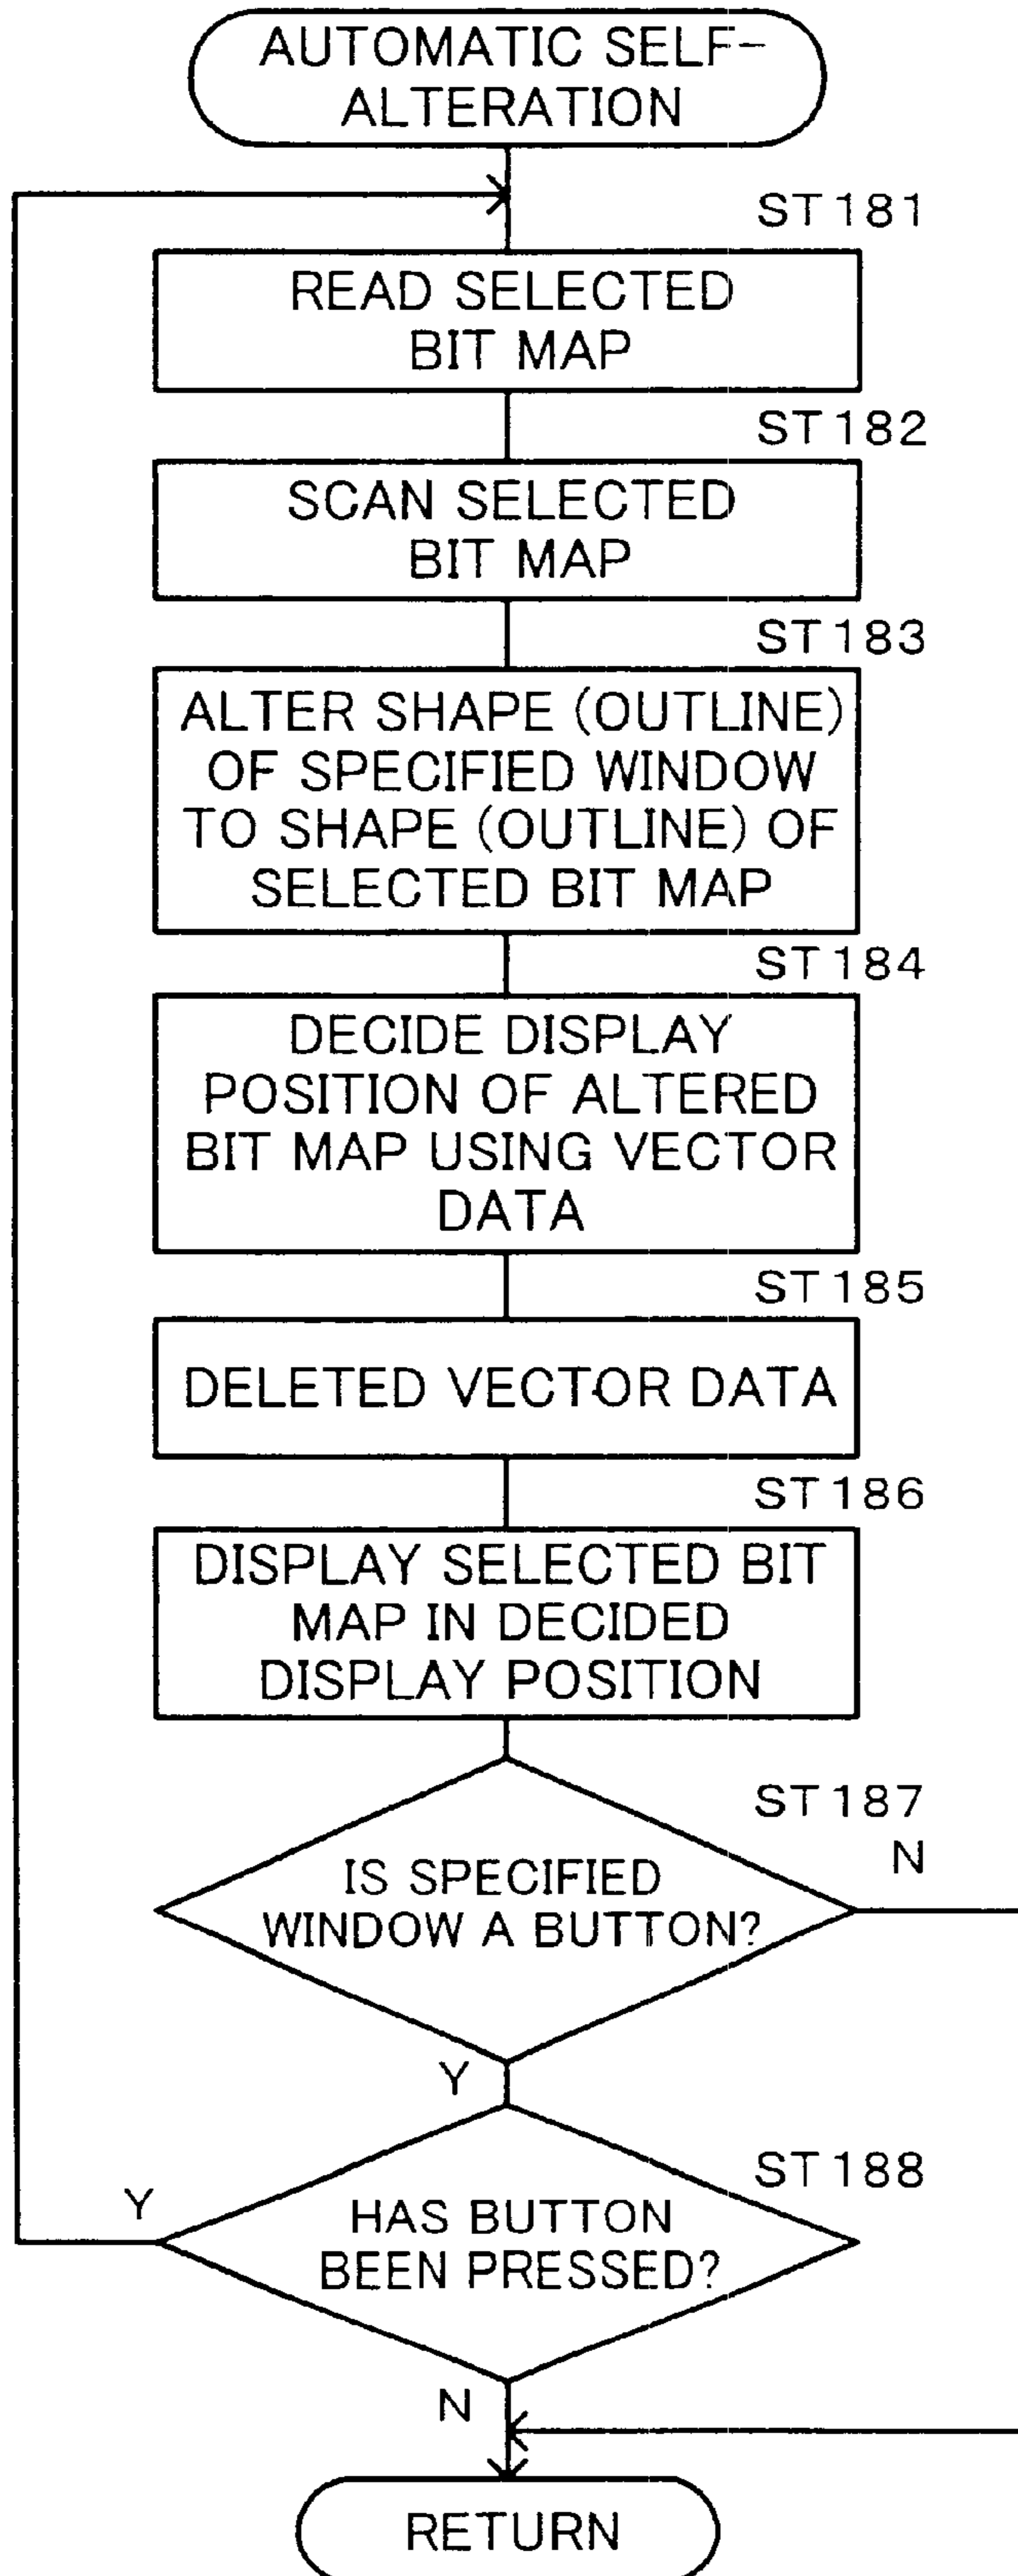 AUTOMATIC SELF-
ALTERATION
ST181
READ SELECTED
BIT MAP
ST182
SCAN SELECTED
BIT MAP
ST183
ALTER SHAPE (OUTLINE)
OF SPECIFIED WINDOW
TO SHAPE (OUTLINE) OF
SELECTED BIT MAP
ST184
DECIDE DISPLAY
POSITION OF ALTERED
BIT MAP USING VECTOR
DATA
ST185
DELETED VECTOR DATA
ST186
DISPLAY SELECTED BIT
MAP IN DECIDED
DISPLAY POSITION
ST187
N
IS SPECIFIED
WINDOW A BUTTON?
Y
ST188
Y
HAS BUTTON
BEEN PRESSED?
N
RETURN